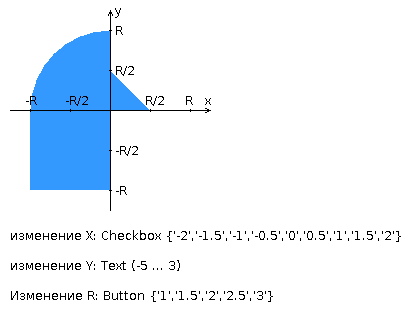 y
R
R/2
-R -R/2 R/2 R x
-R/2
-R
изменение X: Checkbox {'-2','-1.5','-1','-0.5','0','0.5','1','1.5','2'}
изменение Y: Text (-5 ... 3)
Изменение R: Button {'1','1.5','2','2.5','3'}